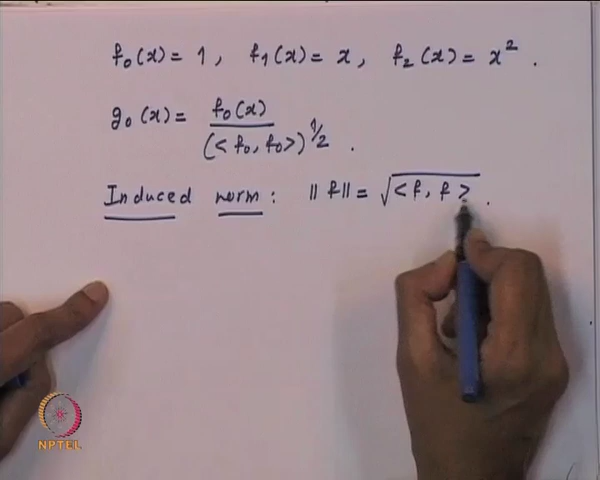 f₀(x) = 1, f₁(x) = x, f₂(x) = x².
g₀(x) = f₀(x) / (<f₀, f₀>)^1/2.
Induced norm: ||f|| = √<f, f>.
NPTEL